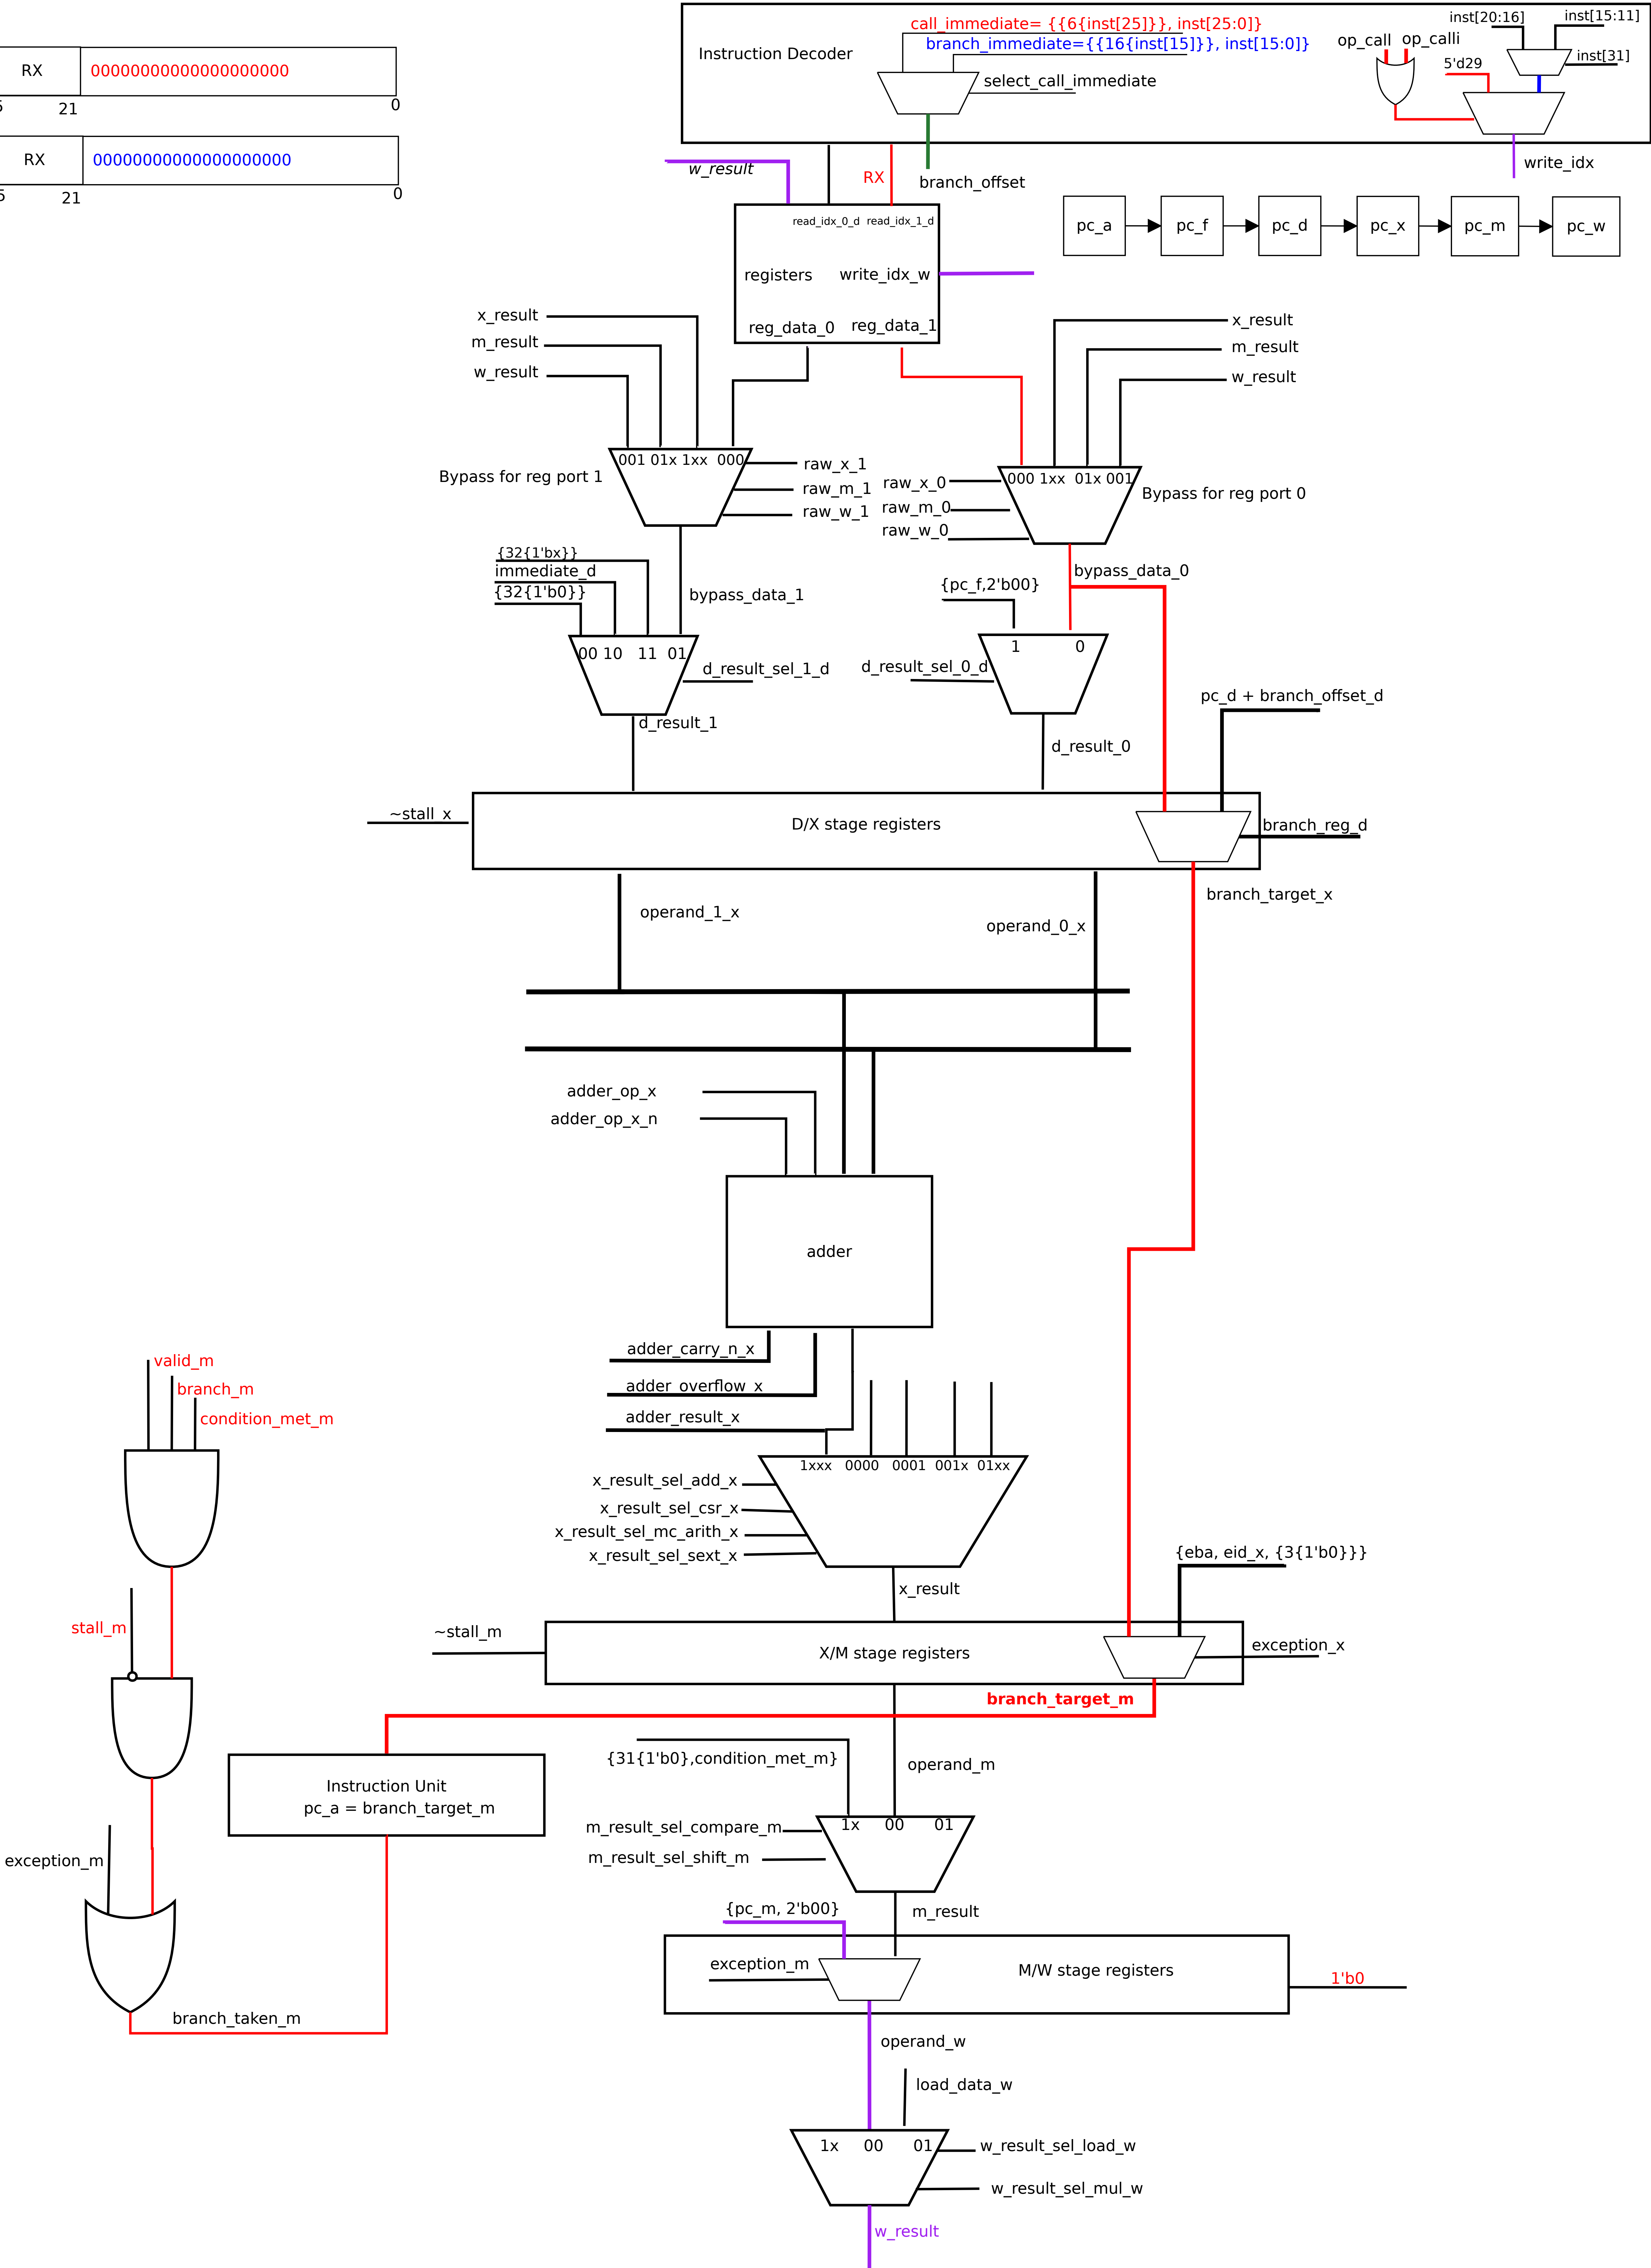 call_immediate= {{6{inst[25]}}, inst[25:0]}
inst[20:16]
inst[15:11]
branch_immediate={{16{inst[15]}}, inst[15:0]}
op_call
op_calli
Instruction Decoder
inst[31]
5'd29
select_call_immediate
RX
00000000000000000000
21
0
RX
00000000000000000000
21
0
w_result
RX
branch_offset
write_idx
read_idx_0_d
read_idx_1_d
pc_a
pc_f
pc_d
pc_x
pc_m
pc_w
registers
write_idx_w
reg_data_0
reg_data_1
x_result
m_result
w_result
x_result
m_result
w_result
001 01x 1xx 000
Bypass for reg port 1
raw_x_1
raw_m_1
raw_w_1
raw_x_0
raw_m_0
raw_w_0
000 1xx 01x 001
Bypass for reg port 0
{32{1'bx}}
immediate_d
{32{1'b0}}
bypass_data_1
{pc_f,2'b00}
bypass_data_0
00 10 11 01
d_result_sel_1_d
d_result_sel_0_d
1 0
d_result_1
d_result_0
pc_d + branch_offset_d
~stall_x
D/X stage registers
branch_reg_d
branch_target_x
operand_1_x
operand_0_x
adder_op_x
adder_op_x_n
adder
adder_carry_n_x
adder_overflow_x
adder_result_x
valid_m
branch_m
condition_met_m
1xxx 0000 0001 001x 01xx
x_result_sel_add_x
x_result_sel_csr_x
x_result_sel_mc_arith_x
x_result_sel_sext_x
x_result
{eba, eid_x, {3{1'b0}}}
stall_m
~stall_m
X/M stage registers
exception_x
branch_target_m
{31{1'b0},condition_met_m}
operand_m
Instruction Unit
pc_a = branch_target_m
1x 00 01
m_result_sel_compare_m
m_result_sel_shift_m
exception_m
{pc_m, 2'b00}
m_result
exception_m
M/W stage registers
1'b0
branch_taken_m
operand_w
load_data_w
1x 00 01
w_result_sel_load_w
w_result_sel_mul_w
w_result